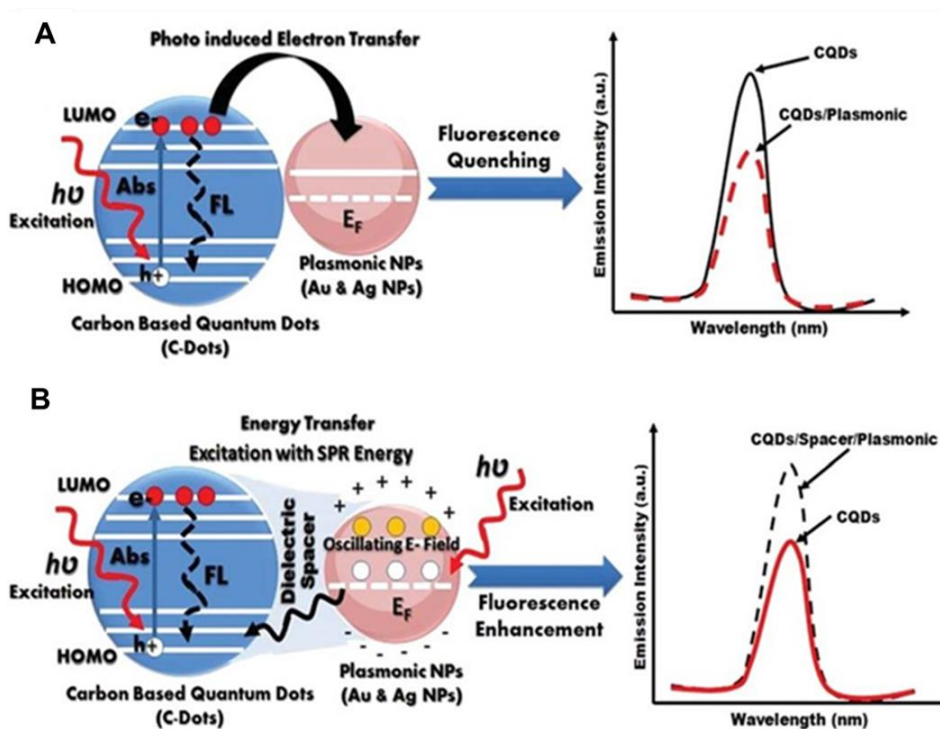 A
Photo induced Electron Transfer
LUMO
e-
hυ
Excitation
Abs
FL
h+
HOMO
Carbon Based Quantum Dots
(C-Dots)
E_F
Plasmonic NPs
(Au & Ag NPs)
Fluorescence
Quenching
Emission Intensity (a.u.)
CQDs
CQDs/Plasmonic
Wavelength (nm)
B
Energy Transfer
Excitation with SPR Energy
LUMO
e-
hυ
Excitation
Abs
FL
h+
HOMO
Carbon Based Quantum Dots
(C-Dots)
Dielectric
Spacer
+ + + + + +
Oscillating E- Field
E_F
- - - - - -
Plasmonic NPs
(Au & Ag NPs)
hυ
Excitation
Fluorescence
Enhancement
Emission Intensity (a.u.)
CQDs/Spacer/Plasmonic
CQDs
Wavelength (nm)